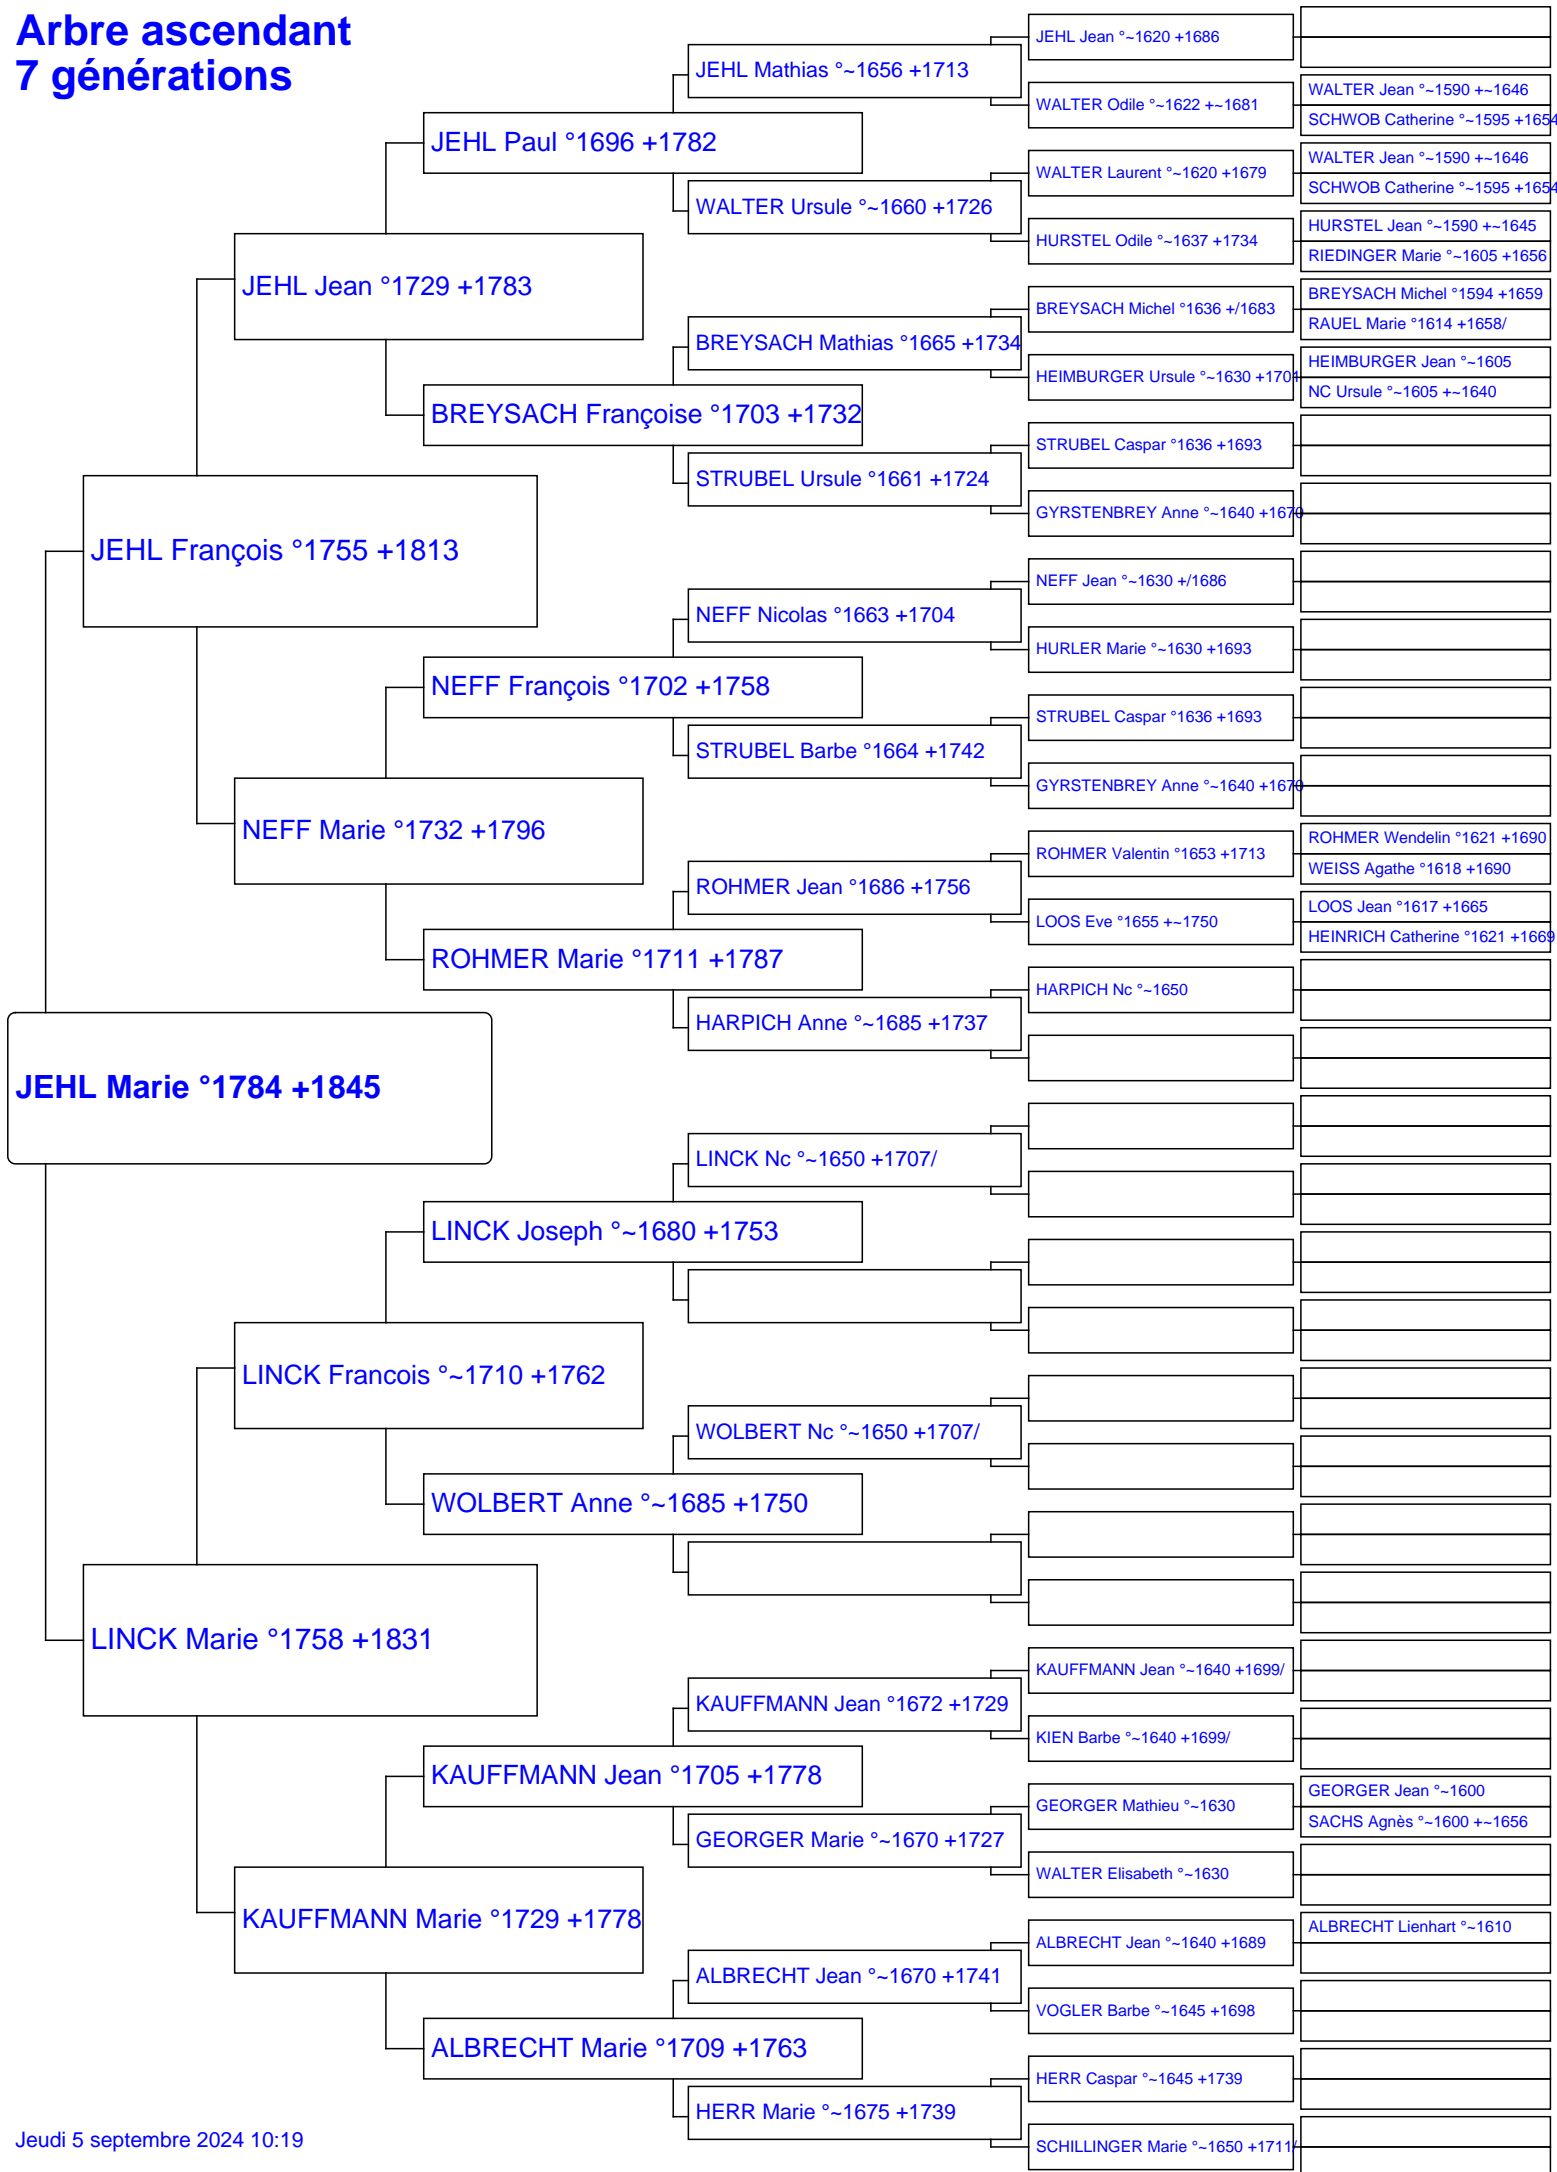 Arbre ascendant
7 générations
JEHL Marie °1784 +1845
JEHL François °1755 +1813
LINCK Marie °1758 +1831
JEHL Jean °1729 +1783
NEFF Marie °1732 +1796
LINCK Francois °~1710 +1762
KAUFFMANN Marie °1729 +1778
JEHL Paul °1696 +1782
BREYSACH Françoise °1703 +1732
NEFF François °1702 +1758
ROHMER Marie °1711 +1787
LINCK Joseph °~1680 +1753
WOLBERT Anne °~1685 +1750
KAUFFMANN Jean °1705 +1778
ALBRECHT Marie °1709 +1763
JEHL Mathias °~1656 +1713
WALTER Ursule °~1660 +1726
BREYSACH Mathias °1665 +1734
STRUBEL Ursule °1661 +1724
NEFF Nicolas °1663 +1704
STRUBEL Barbe °1664 +1742
ROHMER Jean °1686 +1756
HARPICH Anne °~1685 +1737
LINCK Nc °~1650 +1707/
WOLBERT Nc °~1650 +1707/
KAUFFMANN Jean °1672 +1729
GEORGER Marie °~1670 +1727
ALBRECHT Jean °~1670 +1741
HERR Marie °~1675 +1739
JEHL Jean °~1620 +1686
WALTER Odile °~1622 +~1681
WALTER Laurent °~1620 +1679
HURSTEL Odile °~1637 +1734
BREYSACH Michel °1636 +/1683
HEIMBURGER Ursule °~1630 +1701
STRUBEL Caspar °1636 +1693
GYRSTENBREY Anne °~1640 +1670
NEFF Jean °~1630 +/1686
HURLER Marie °~1630 +1693
STRUBEL Caspar °1636 +1693
GYRSTENBREY Anne °~1640 +1670
ROHMER Valentin °1653 +1713
LOOS Eve °1655 +~1750
HARPICH Nc °~1650
KAUFFMANN Jean °~1640 +1699/
KIEN Barbe °~1640 +1699/
GEORGER Mathieu °~1630
WALTER Elisabeth °~1630
ALBRECHT Jean °~1640 +1689
VOGLER Barbe °~1645 +1698
HERR Caspar °~1645 +1739
SCHILLINGER Marie °~1650 +1711/
WALTER Jean °~1590 +~1646
SCHWOB Catherine °~1595 +1654
WALTER Jean °~1590 +~1646
SCHWOB Catherine °~1595 +1654
HURSTEL Jean °~1590 +~1645
RIEDINGER Marie °~1605 +1656
BREYSACH Michel °1594 +1659
RAUEL Marie °1614 +1658/
HEIMBURGER Jean °~1605
NC Ursule °~1605 +~1640
ROHMER Wendelin °1621 +1690
WEISS Agathe °1618 +1690
LOOS Jean °1617 +1665
HEINRICH Catherine °1621 +1669
GEORGER Jean °~1600
SACHS Agnès °~1600 +~1656
ALBRECHT Lienhart °~1610
Jeudi 5 septembre 2024 10:19